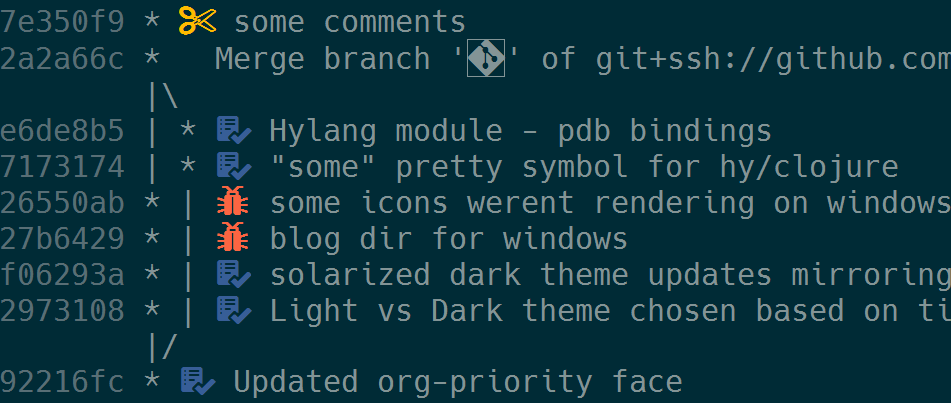 7e350f9 * some comments
2a2a66c * Merge branch '' of git+ssh://github.com
|\
e6de8b5 | * Hylang module - pdb bindings
7173174 | * "some" pretty symbol for hy/clojure
26550ab * | some icons werent rendering on windows
27b6429 * | blog dir for windows
f06293a * | solarized dark theme updates mirroring
2973108 * | Light vs Dark theme chosen based on ti
|/
92216fc * Updated org-priority face